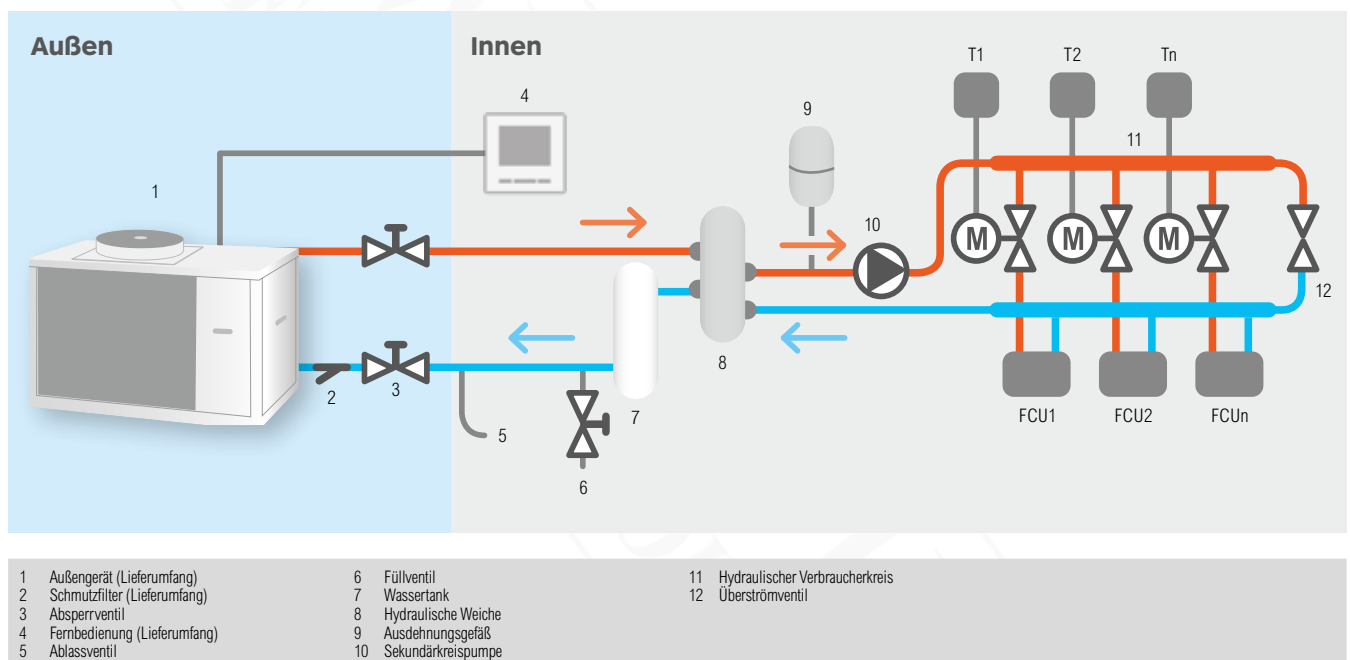 Außen
Innen
T1
T2
Tn
4
9
11
1
10
M
M
M
12
8
2
3
7
5
6
FCU1
FCU2
FCUn
1 Außengerät (Lieferumfang)
2 Schmutzfilter (Lieferumfang)
3 Absperrventil
4 Fernbedienung (Lieferumfang)
5 Ablassventil
6 Füllventil
7 Wassertank
8 Hydraulische Weiche
9 Ausdehnungsgefäß
10 Sekundärkreispumpe
11 Hydraulischer Verbraucherkreis
12 Überströmventil